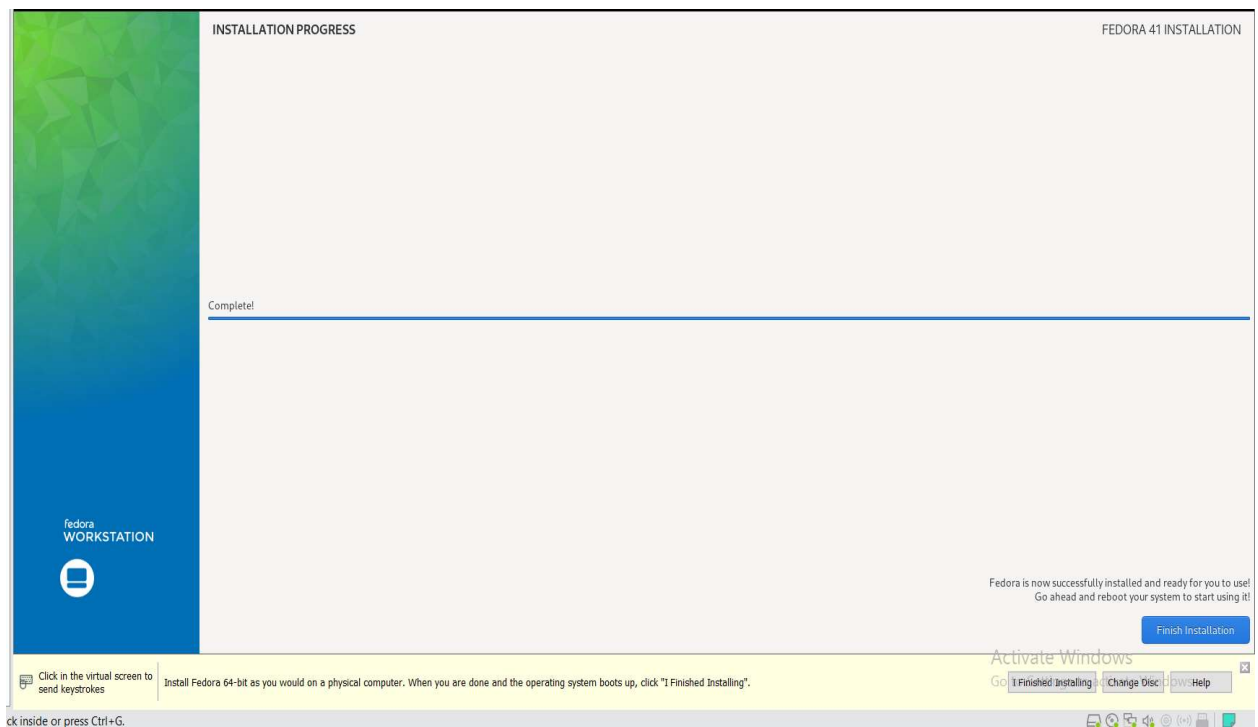 INSTALLATION PROGRESS
FEDORA 41 INSTALLATION
Complete!
fedora
WORKSTATION
Fedora is now successfully installed and ready for you to use!
Go ahead and reboot your system to start using it!
Finish Installation
Activate Windows
Click in the virtual screen to
send keystrokes
Install Fedora 64-bit as you would on a physical computer. When you are done and the operating system boots up, click "I Finished Installing".
Go
I Finished Installing
Change Disc
Help
ck inside or press Ctrl+G.